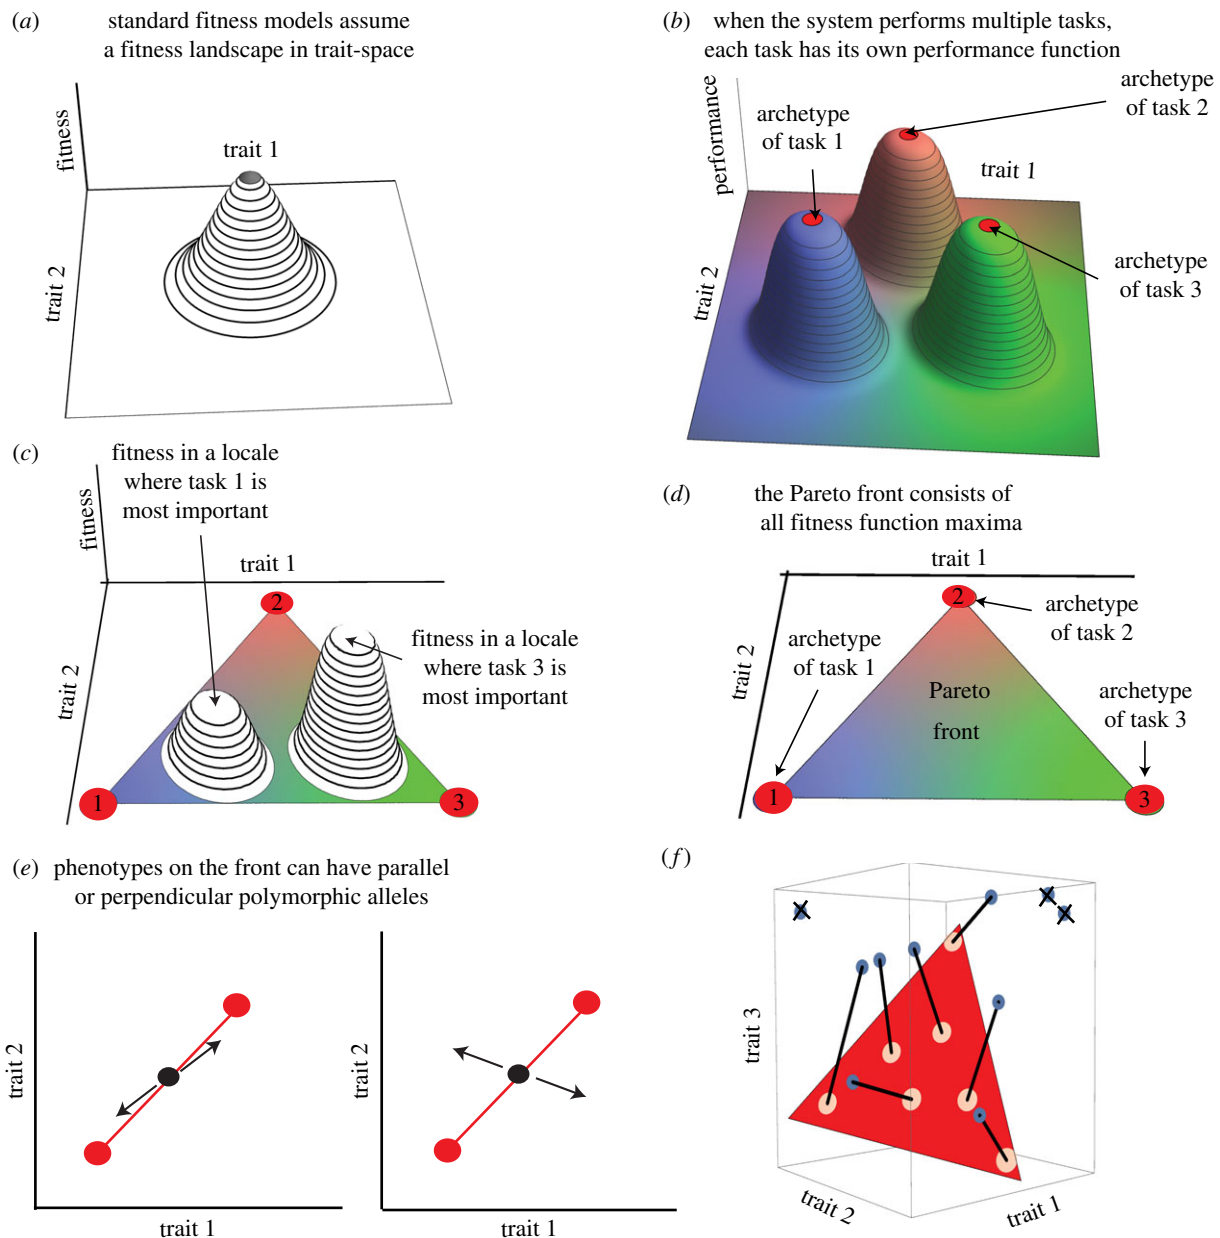 (a) standard fitness models assume
a fitness landscape in trait-space
fitness
trait 1
trait 2
(b) when the system performs multiple tasks,
each task has its own performance function
performance
archetype
of task 1
archetype
of task 2
trait 1
trait 2
archetype
of task 3
(c) fitness in a locale
where task 1 is
most important
fitness
trait 1
trait 2
2
fitness in a locale
where task 3 is
most important
1
3
(d) the Pareto front consists of
all fitness function maxima
trait 1
trait 2
2
archetype
of task 2
archetype
of task 1
Pareto
front
archetype
of task 3
1
3
(e) phenotypes on the front can have parallel
or perpendicular polymorphic alleles
trait 2
trait 1
trait 2
trait 1
(f)
trait 3
trait 2
trait 1